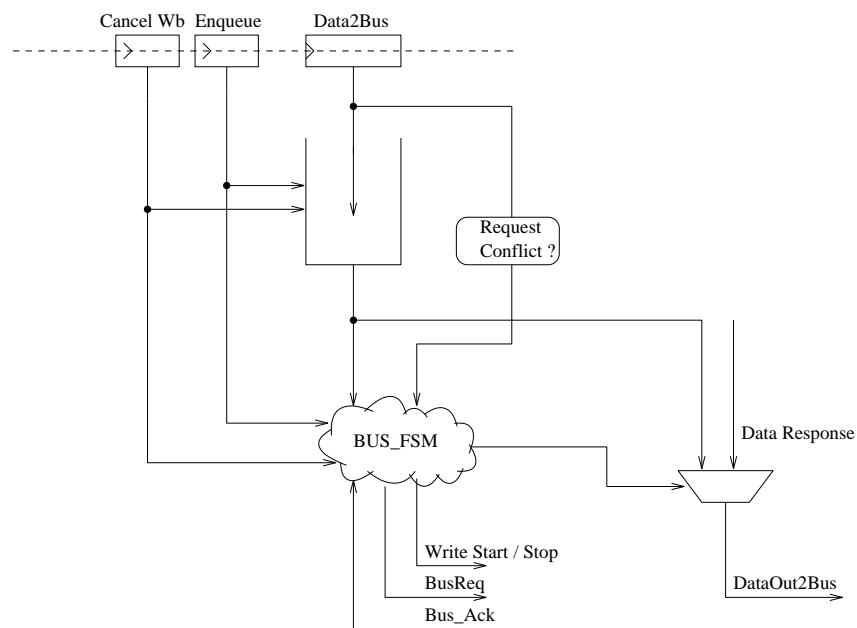 Cancel Wb
Enqueue
Data2Bus
Request
Conflict ?
BUS_FSM
Data Response
Write Start / Stop
BusReq
DataOut2Bus
Bus_Ack